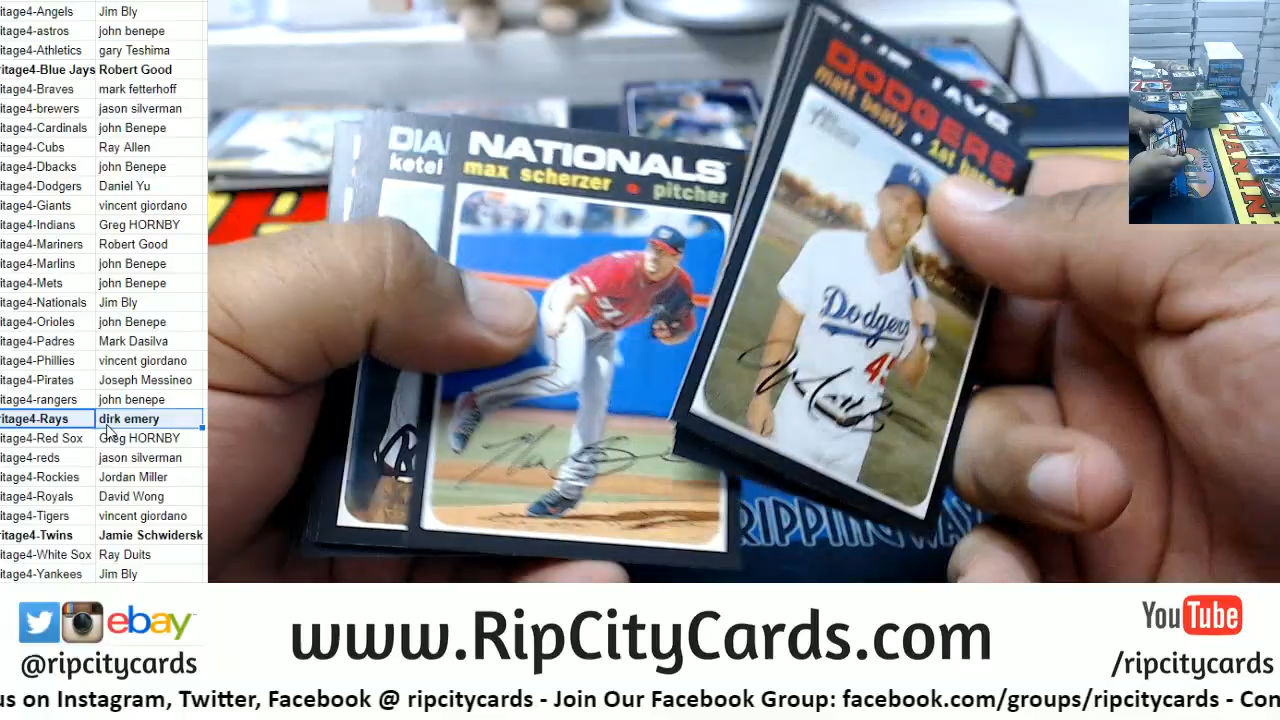 itage4-Angels Jim Bly
itage4-astros john benepe
itage4-Athletics gary Teshima
itage4-Blue Jays Robert Good
itage4-Braves mark fetterhoff
itage4-brewers jason silverman
itage4-Cardinals john Benepe
itage4-Cubs Ray Allen
itage4-Dbacks john Benepe
itage4-Dodgers Daniel Yu
itage4-Giants vincent giordano
itage4-Indians Greg HORNBY
itage4-Mariners Robert Good
itage4-Marlins john Benepe
itage4-Mets john Benepe
itage4-Nationals Jim Bly
itage4-Orioles john Benepe
itage4-Padres Mark Dasilva
itage4-Phillies vincent giordano
itage4-Pirates Joseph Messineo
itage4-rangers john benepe
itage4-Rays dirk emery
itage4-Red Sox Greg HORNBY
itage4-reds jason silverman
itage4-Rockies Jordan Miller
itage4-Royals David Wong
itage4-Tigers vincent giordano
itage4-Twins Jamie Schwidersk
itage4-White Sox Ray Duits
itage4-Yankees Jim Bly
DIA
ketel
NATIONALS
max scherzer • pitcher
DODGERS
matt beaty • 1st
Dodgers
RIPPING
PANIN
ebay
@ripcitycards
www.RipCityCards.com
YouTube
/ripcitycards
us on Instagram, Twitter, Facebook @ ripcitycards - Join Our Facebook Group: facebook.com/groups/ripcitycards - Con